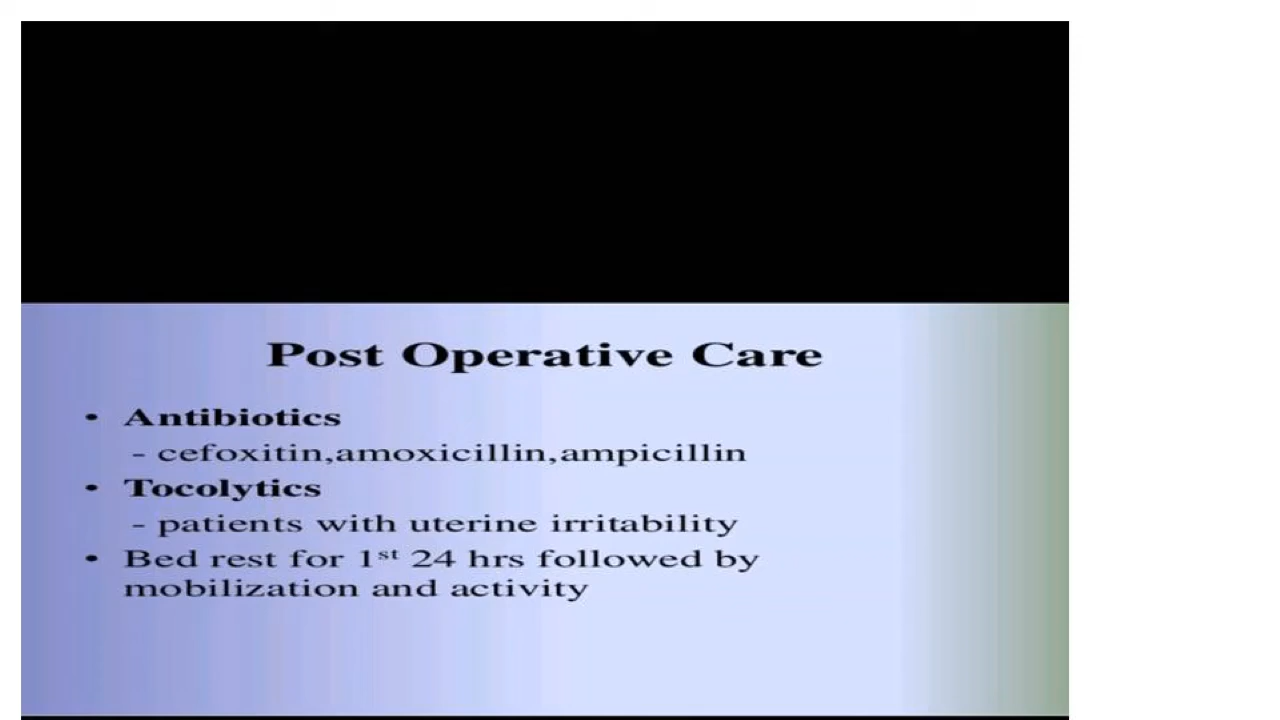 Post Operative Care
• Antibiotics
- cefoxitin,amoxicillin,ampicillin
• Tocolytics
- patients with uterine irritability
• Bed rest for 1st 24 hrs followed by
mobilization and activity